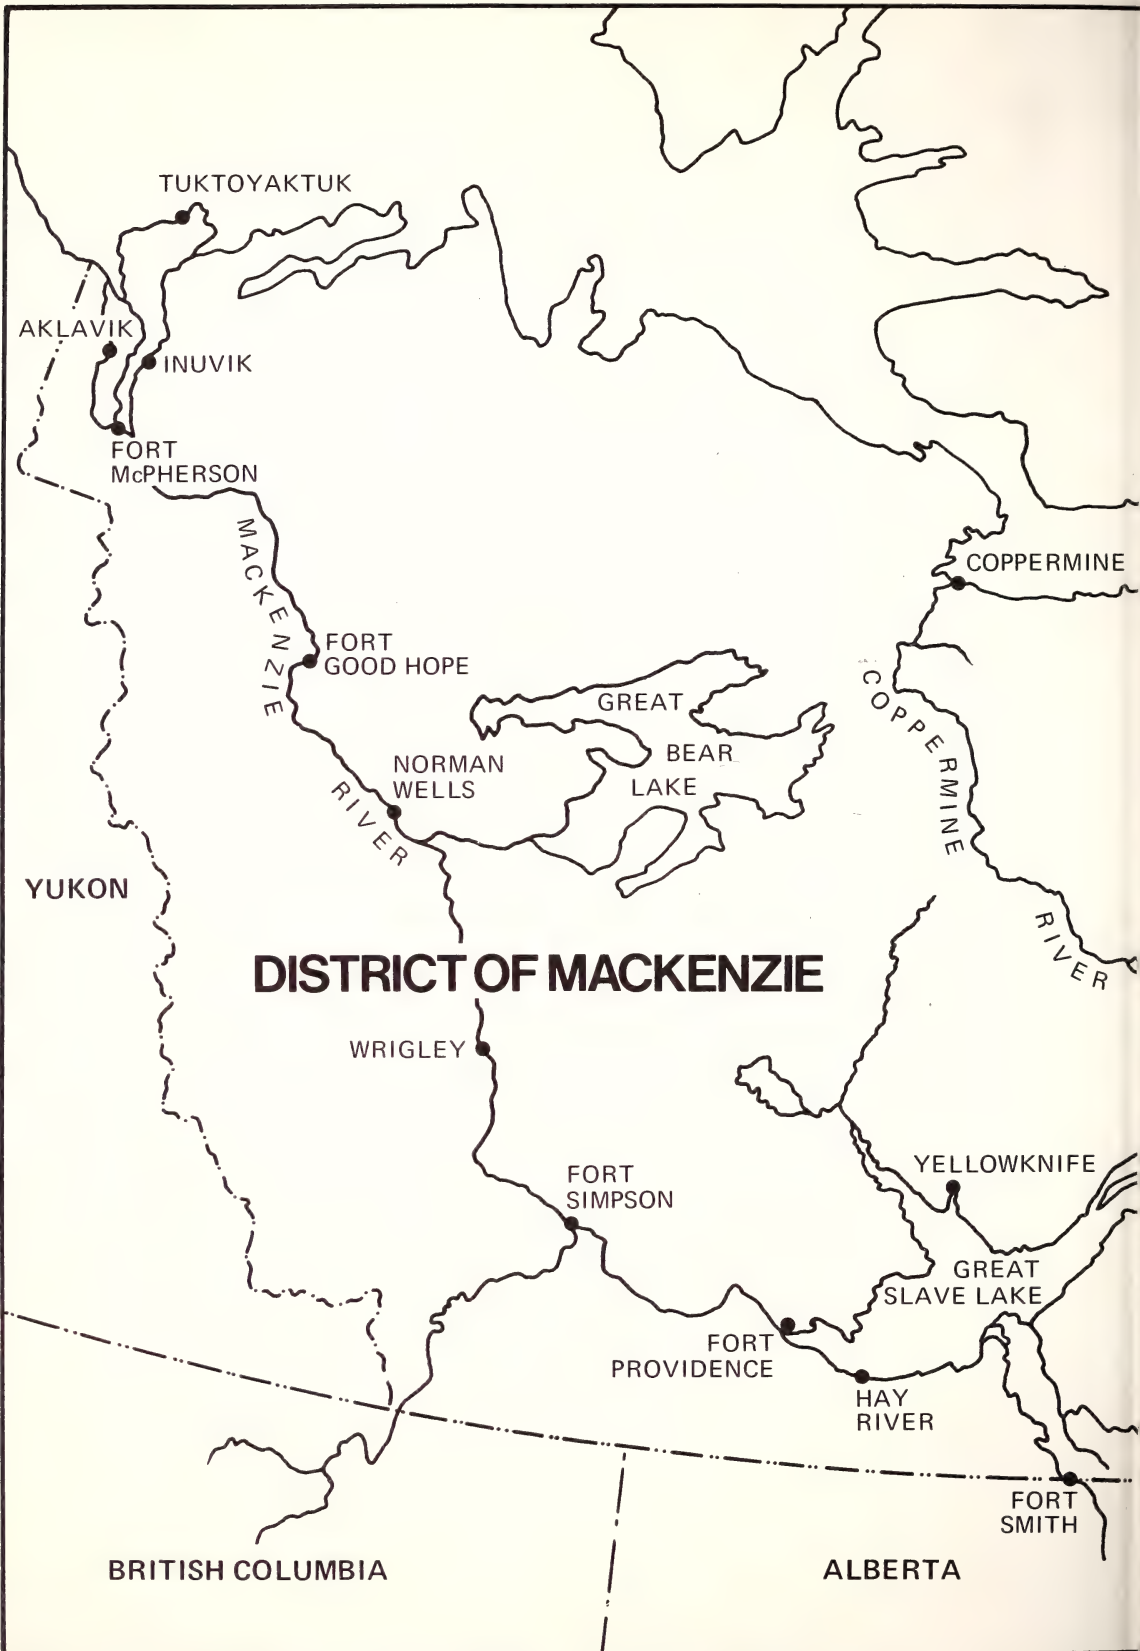 TUKTOYAKTUK
AKLAVIK
INUVIK
FORT
McPHERSON
MACKENZIE
RIVER
COPPERMINE
FORT
GOOD HOPE
GREAT
BEAR
LAKE
COPPERMINE
RIVER
NORMAN
WELLS
YUKON
DISTRICT OF MACKENZIE
WRIGLEY
FORT
SIMPSON
YELLOWKNIFE
GREAT
SLAVE LAKE
FORT
PROVIDENCE
HAY
RIVER
FORT
SMITH
BRITISH COLUMBIA
ALBERTA